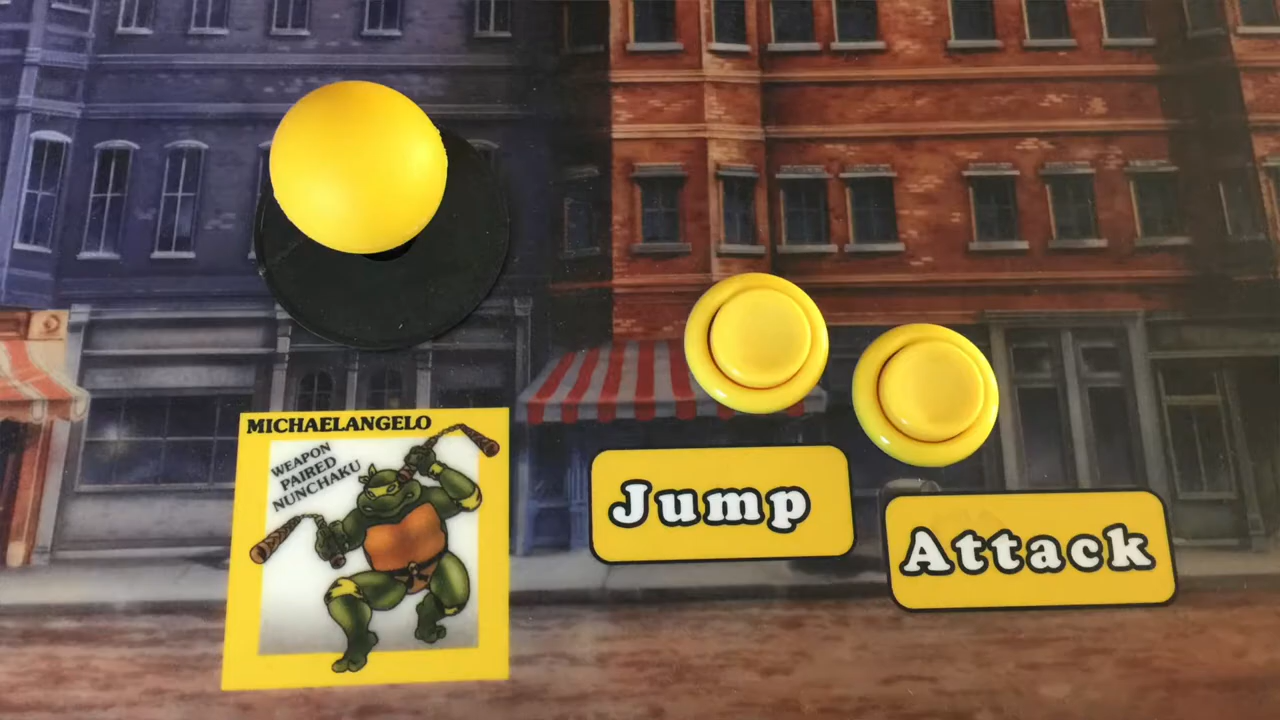 MICHAELANGELO
WEAPON
PAIRED
NUNCHAKU
Jump
Attack